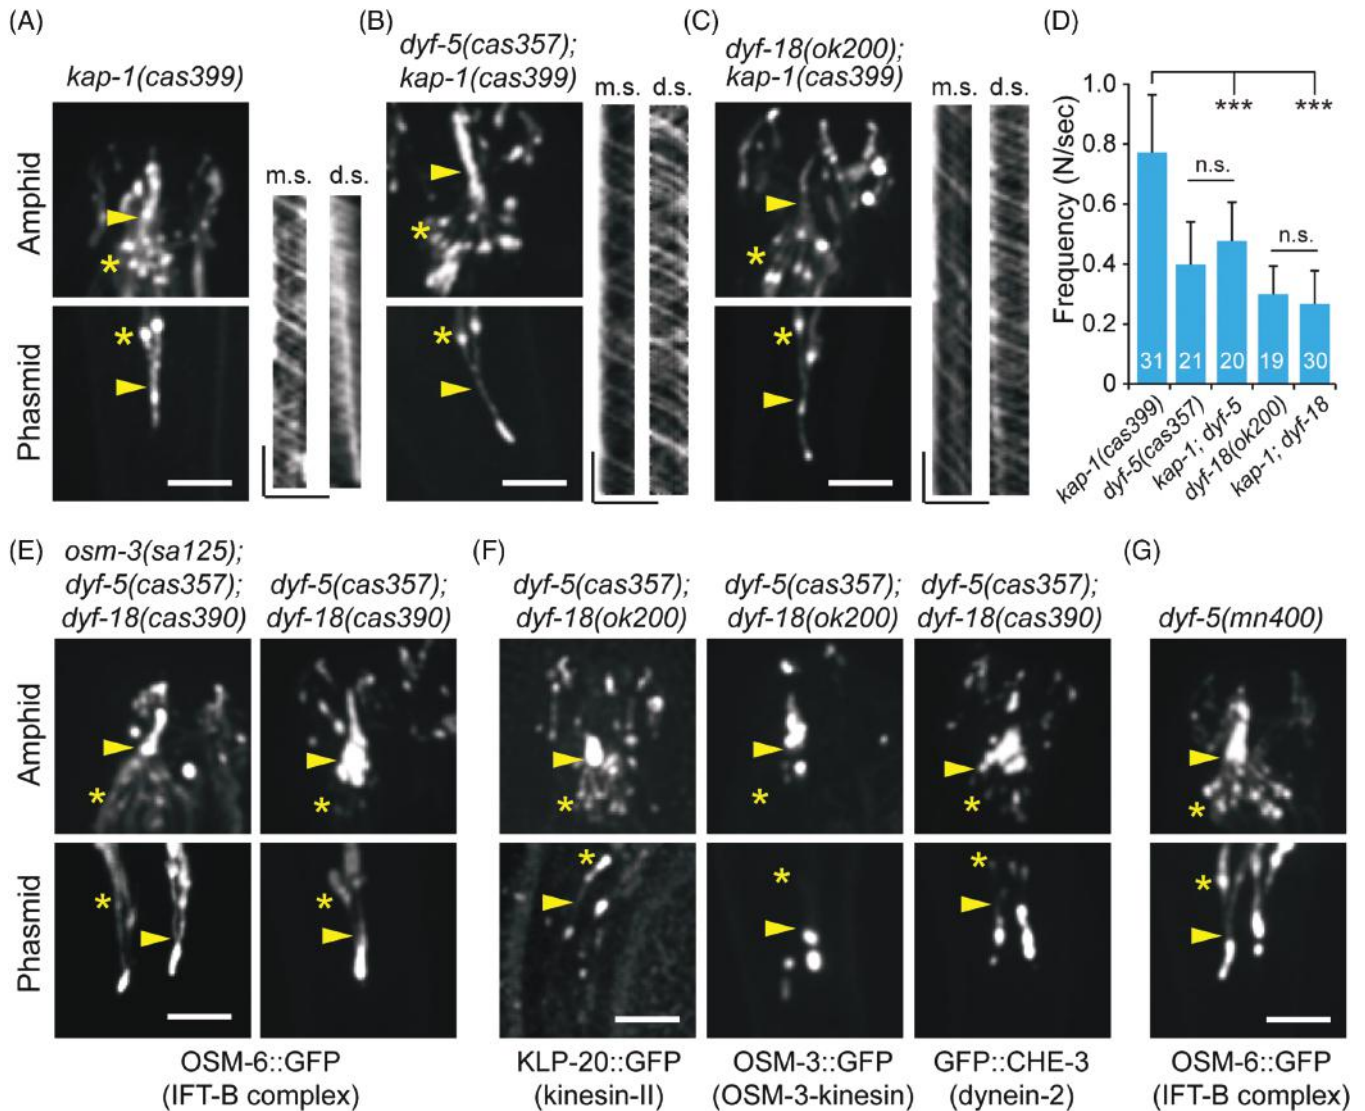 (A)
kap-1(cas399)
m.s. d.s.
Amphid
*
Phasmid
*
(B)
dyf-5(cas357);
kap-1(cas399)
m.s. d.s.
*
*
(C)
dyf-18(ok200);
kap-1(cas399)
m.s. d.s.
*
*
(D)
Frequency (N/sec)
1.0
0.8
0.6
0.4
0.2
0
*** ***
n.s.
n.s.
31 21 20 19 30
kap-1(cas399)
dyf-5(cas357)
kap-1; dyf-5
dyf-18(ok200)
kap-1; dyf-18
(E)
osm-3(sa125);
dyf-5(cas357);
dyf-18(cas390)
dyf-5(cas357);
dyf-18(cas390)
Amphid
* *
Phasmid
* *
OSM-6::GFP
(IFT-B complex)
(F)
dyf-5(cas357);
dyf-18(ok200)
dyf-5(cas357);
dyf-18(ok200)
dyf-5(cas357);
dyf-18(cas390)
* * *
* * *
KLP-20::GFP
(kinesin-II)
OSM-3::GFP
(OSM-3-kinesin)
GFP::CHE-3
(dynein-2)
(G)
dyf-5(mn400)
*
*
OSM-6::GFP
(IFT-B complex)